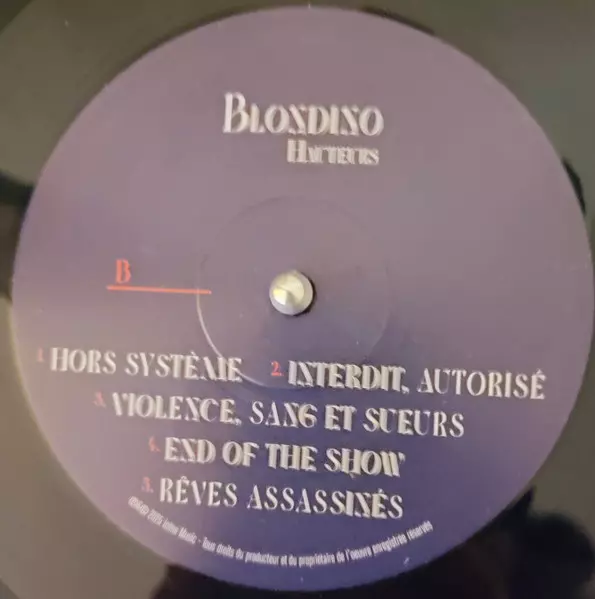 BLONDINO
HAUTEURS
B
1. HORS SYSTÈME 2. INTERDIT, AUTORISÉ
3. VIOLENCE, SANG ET SUEURS
4. END OF THE SHOW
5. RÊVES ASSASSINÉS
Music - Tous droits du producteur et du propriétaire de l'oeuvre enregistrée réservés